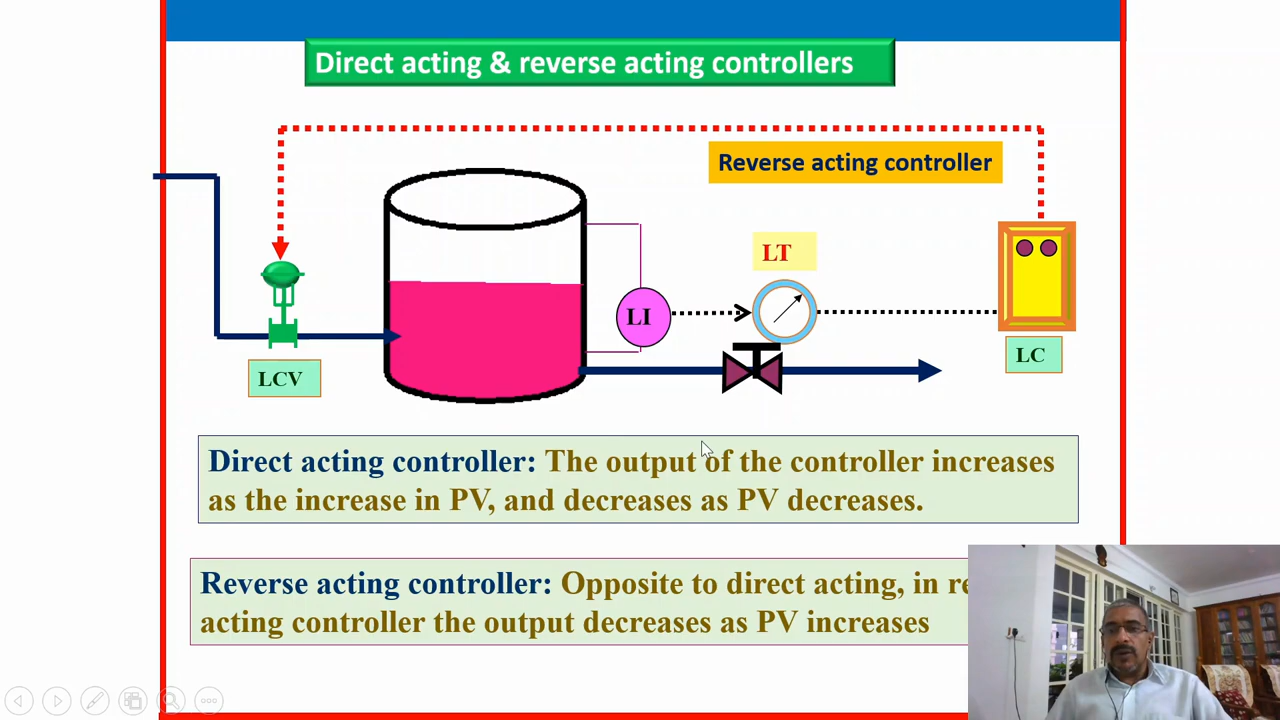 Direct acting & reverse acting controllers
Reverse acting controller
LT
LI
LC
LCV
Direct acting controller: The output of the controller increases
as the increase in PV, and decreases as PV decreases.
Reverse acting controller: Opposite to direct acting, in
acting controller the output decreases as PV increases